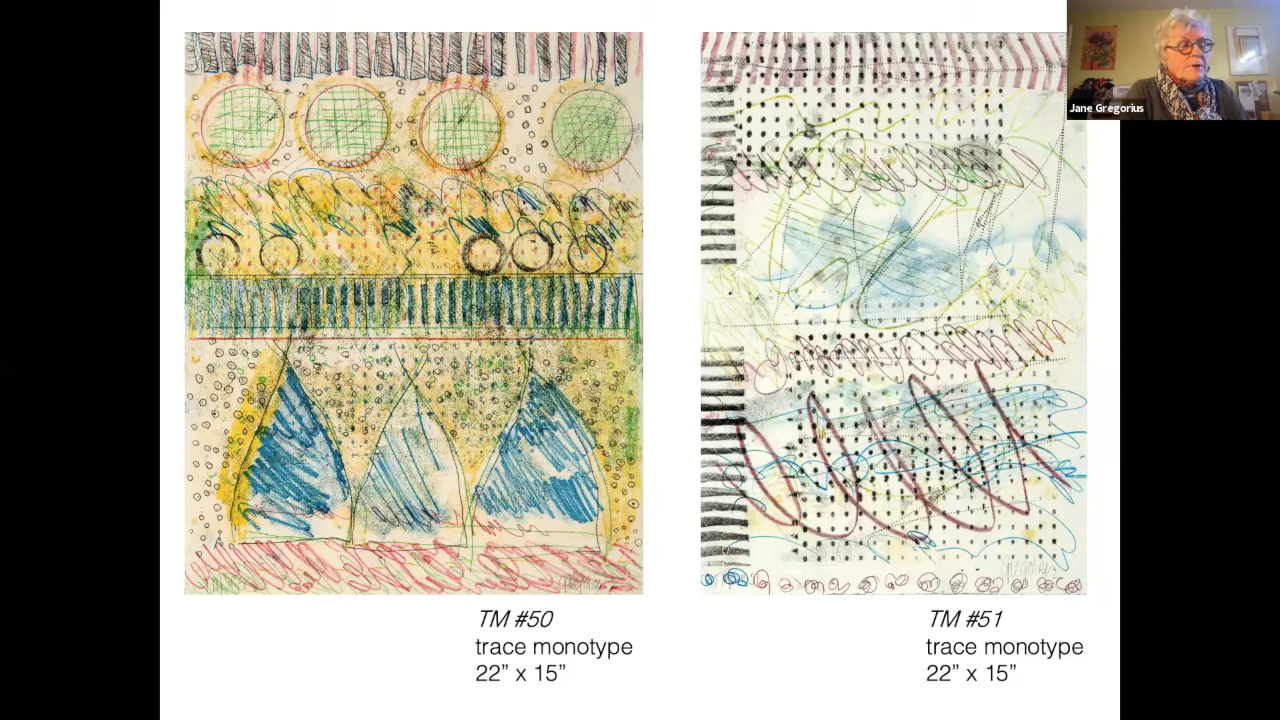 Jane Gregorius
TM #50
trace monotype
22” x 15”
TM #51
trace monotype
22” x 15”